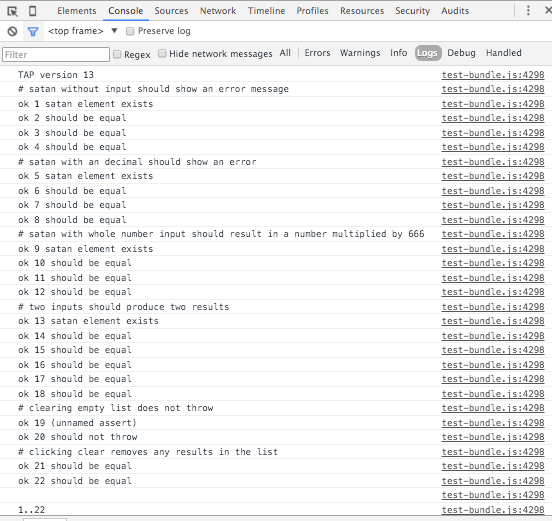 Elements Console Sources Network Timeline Profiles Resources Security Audits
<top frame> ▼ Preserve log
Filter Regex Hide network messages All Errors Warnings Info Logs Debug Handled
TAP version 13 test-bundle.js:4298
# satan without input should show an error message test-bundle.js:4298
ok 1 satan element exists test-bundle.js:4298
ok 2 should be equal test-bundle.js:4298
ok 3 should be equal test-bundle.js:4298
ok 4 should be equal test-bundle.js:4298
# satan with an decimal should show an error test-bundle.js:4298
ok 5 satan element exists test-bundle.js:4298
ok 6 should be equal test-bundle.js:4298
ok 7 should be equal test-bundle.js:4298
ok 8 should be equal test-bundle.js:4298
# satan with whole number input should result in a number multiplied by 666 test-bundle.js:4298
ok 9 satan element exists test-bundle.js:4298
ok 10 should be equal test-bundle.js:4298
ok 11 should be equal test-bundle.js:4298
ok 12 should be equal test-bundle.js:4298
# two inputs should produce two results test-bundle.js:4298
ok 13 satan element exists test-bundle.js:4298
ok 14 should be equal test-bundle.js:4298
ok 15 should be equal test-bundle.js:4298
ok 16 should be equal test-bundle.js:4298
ok 17 should be equal test-bundle.js:4298
ok 18 should be equal test-bundle.js:4298
# clearing empty list does not throw test-bundle.js:4298
ok 19 (unnamed assert) test-bundle.js:4298
ok 20 should not throw test-bundle.js:4298
# clicking clear removes any results in the list test-bundle.js:4298
ok 21 should be equal test-bundle.js:4298
ok 22 should be equal test-bundle.js:4298
test-bundle.js:4298
1..22 test-bundle.js:4298